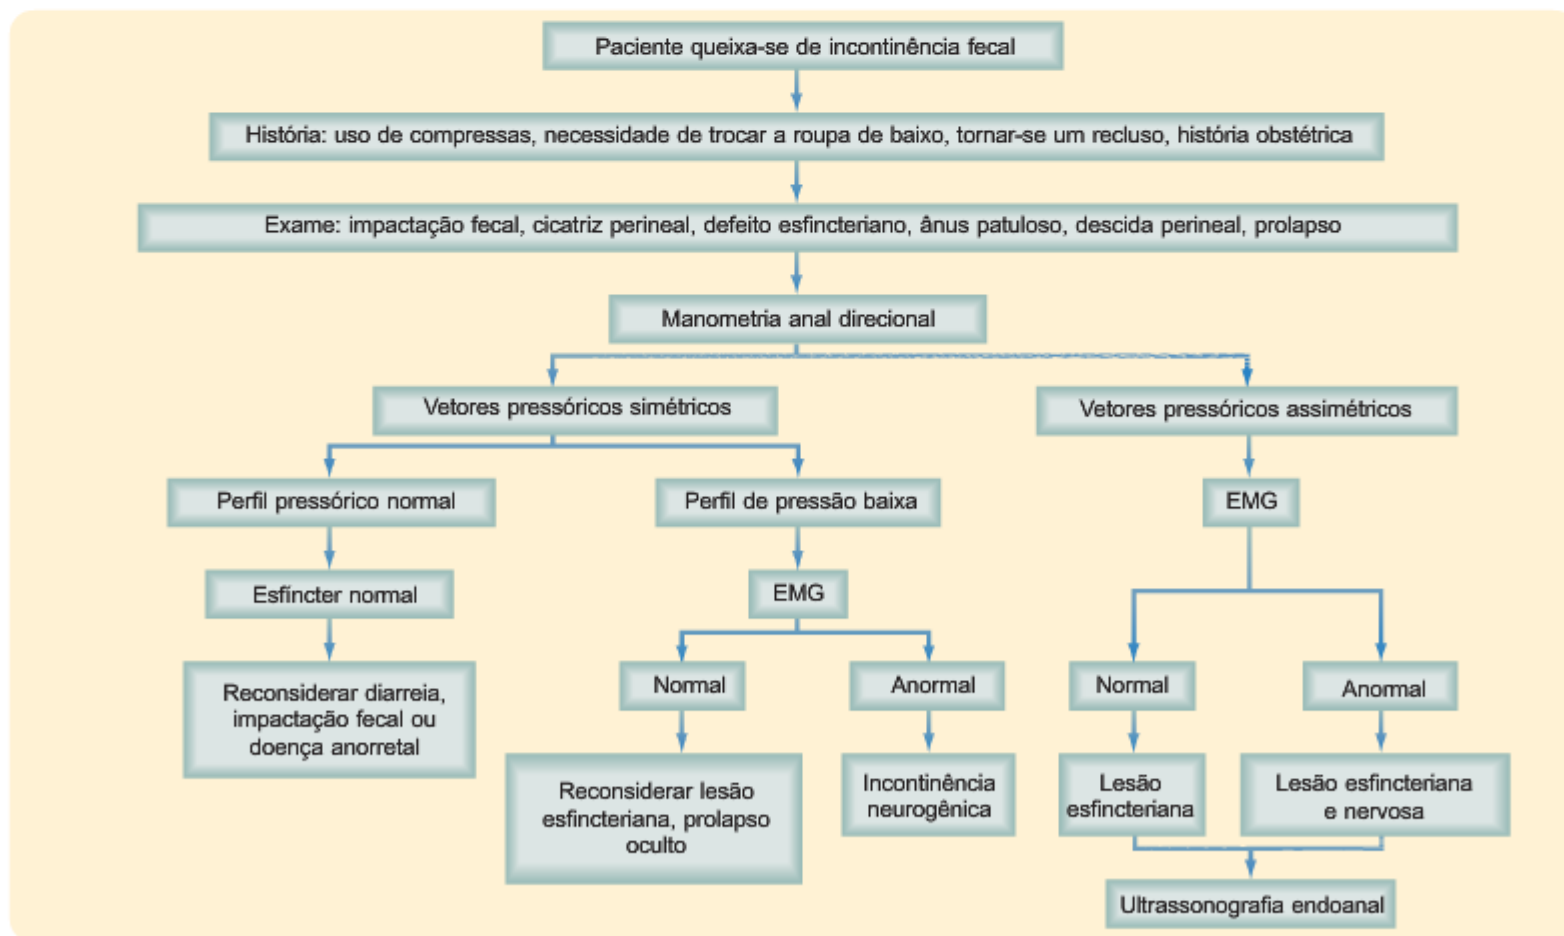 Paciente queixa-se de incontinência fecal
História: uso de compressas, necessidade de trocar a roupa de baixo, tornar-se um recluso, história obstétrica
Exame: impactação fecal, cicatriz perineal, defeito esfincteriano, ânus patuloso, descida perineal, prolapso
Manometria anal direcional
Vetores pressóricos simétricos
Vetores pressóricos assimétricos
Perfil pressórico normal
Perfil de pressão baixa
EMG
Esfíncter normal
EMG
Reconsiderar diarreia,
impactação fecal ou
doença anorretal
Normal
Anormal
Normal
Anormal
Reconsiderar lesão
esfincteriana, prolapso
oculto
Incontinência
neurogênica
Lesão
esfincteriana
Lesão esfincteriana
e nervosa
Ultrassonografia endoanal